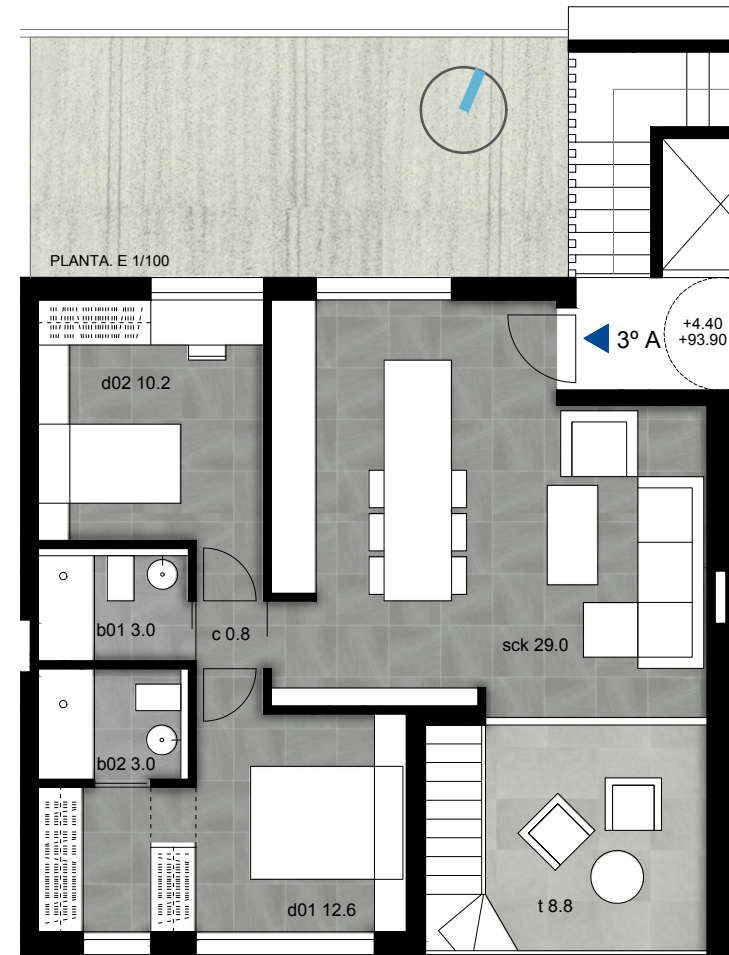 PLANTA. E 1/100
3º A
+4.40
+93.90
d02 10.2
b01 3.0
c 0.8
sck 29.0
b02 3.0
d01 12.6
t 8.8